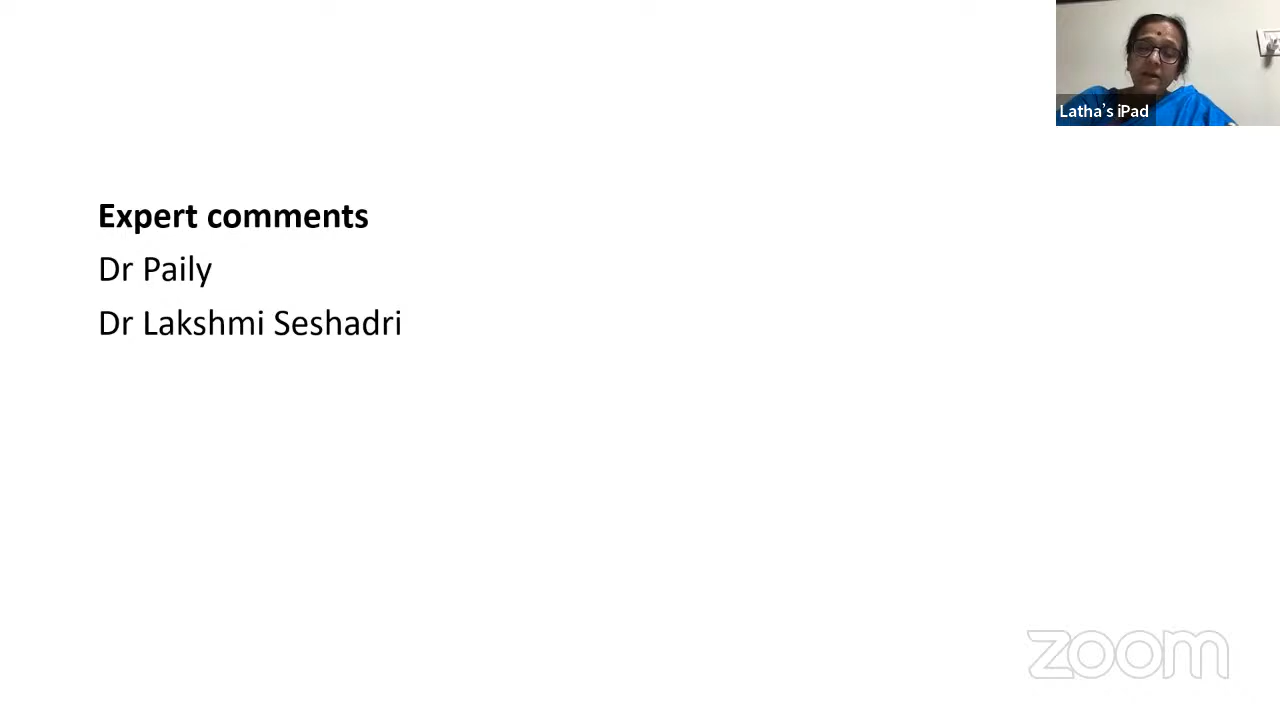 Latha's iPad
Expert comments
Dr Paily
Dr Lakshmi Seshadri
zoom